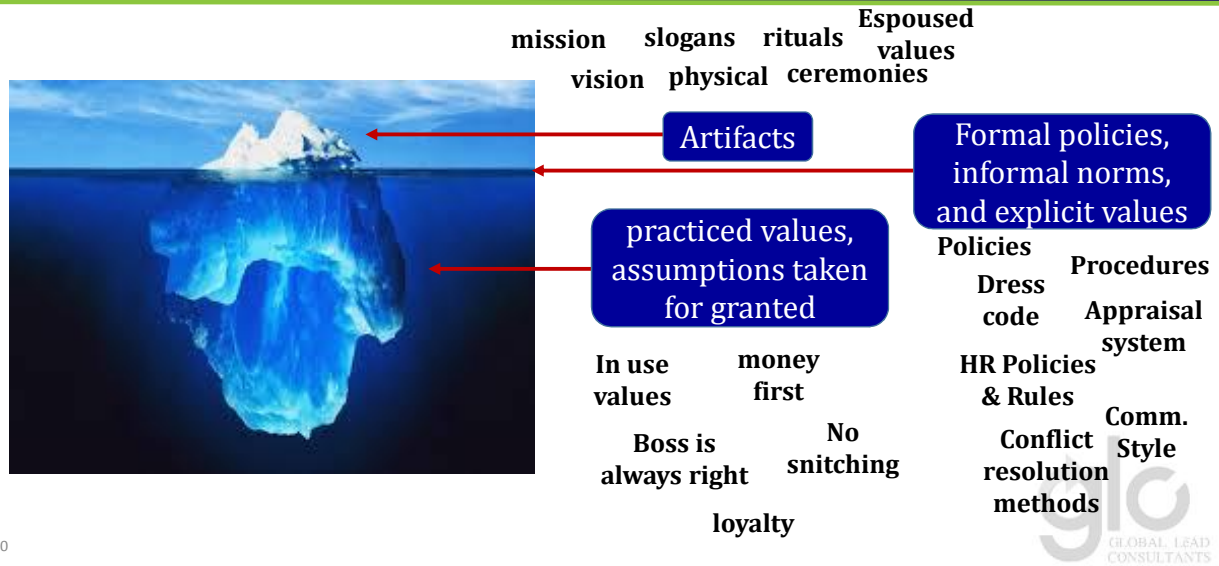 mission slogans rituals Espoused
values
vision physical ceremonies
Artifacts
Formal policies,
informal norms,
and explicit values
practiced values,
assumptions taken
for granted
Policies
Procedures
Dress
code
Appraisal
system
HR Policies
& Rules
Comm.
Style
Conflict
resolution
methods
In use
values
money
first
Boss is
always right
No
snitching
loyalty
0
glc
GLOBAL LEAD
CONSULTANTS